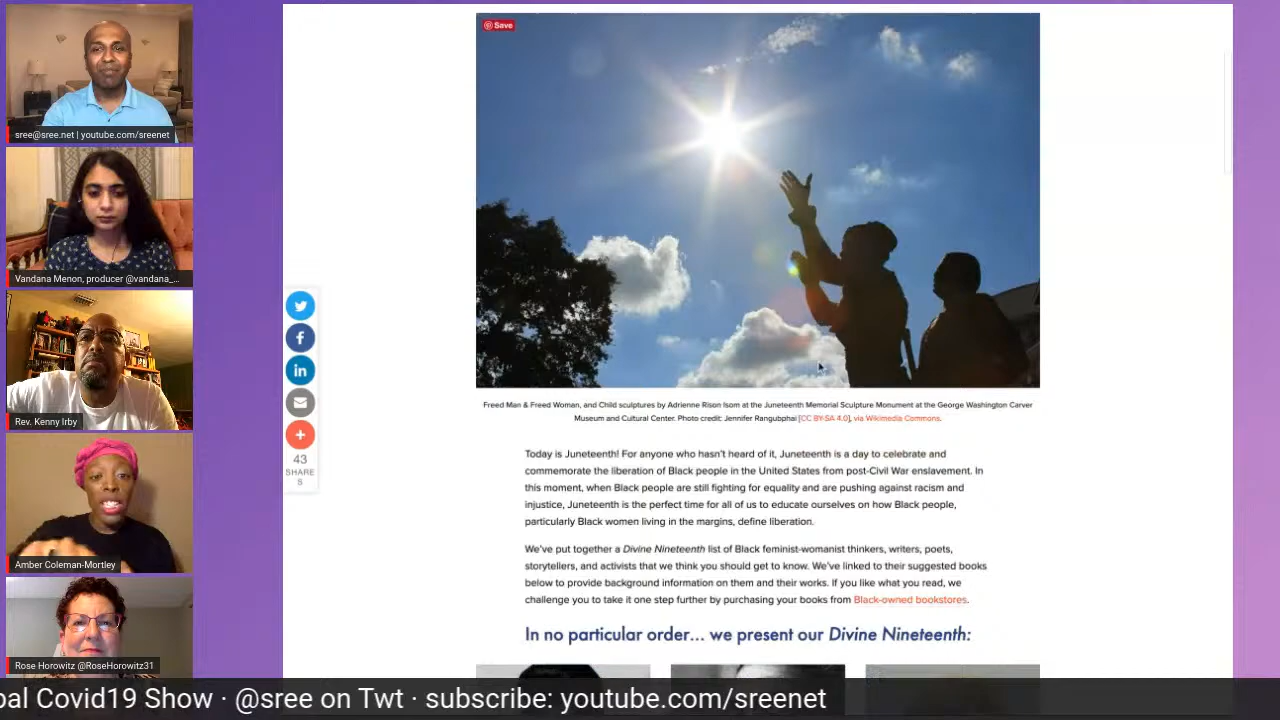 sree@sree.net | youtube.com/sreenet
Vandana Menon, producer @vandana_...
Rev. Kenny Irby
Amber Coleman-Mortley
Rose Horowitz @RoseHorowitz31
Save
43
SHARE
S
Freed Man & Freed Woman, and Child sculptures by Adrienne Rison Isom at the Juneteenth Memorial Sculpture Monument at the George Washington Carver
Museum and Cultural Center. Photo credit: Jennifer Rangubphai [CC BY-SA 4.0], via Wikimedia Commons.
Today is Juneteenth! For anyone who hasn't heard of it, Juneteenth is a day to celebrate and
commemorate the liberation of Black people in the United States from post-Civil War enslavement. In
this moment, when Black people are still fighting for equality and are pushing against racism and
injustice, Juneteenth is the perfect time for all of us to educate ourselves on how Black people,
particularly Black women living in the margins, define liberation.
We've put together a Divine Nineteenth list of Black feminist-womanist thinkers, writers, poets,
storytellers, and activists that we think you should get to know. We've linked to their suggested books
below to provide background information on them and their works. If you like what you read, we
challenge you to take it one step further by purchasing your books from Black-owned bookstores.
In no particular order... we present our Divine Nineteenth:
bal Covid19 Show · @sree on Twt · subscribe: youtube.com/sreenet